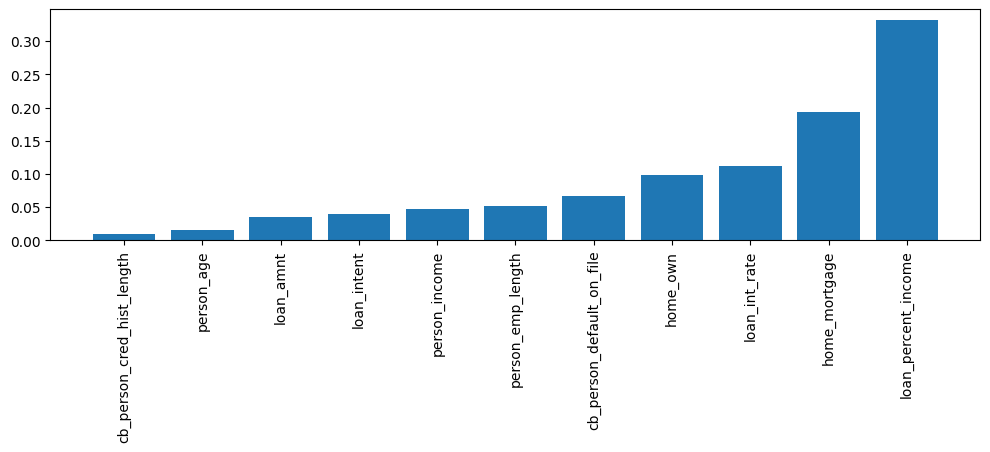 0.30
0.25
0.20
0.15
0.10
0.05
0.00
cb_person_cred_hist_length
person_age
loan_amnt
loan_intent
person_income
person_emp_length
cb_person_default_on_file
home_own
loan_int_rate
home_mortgage
loan_percent_income